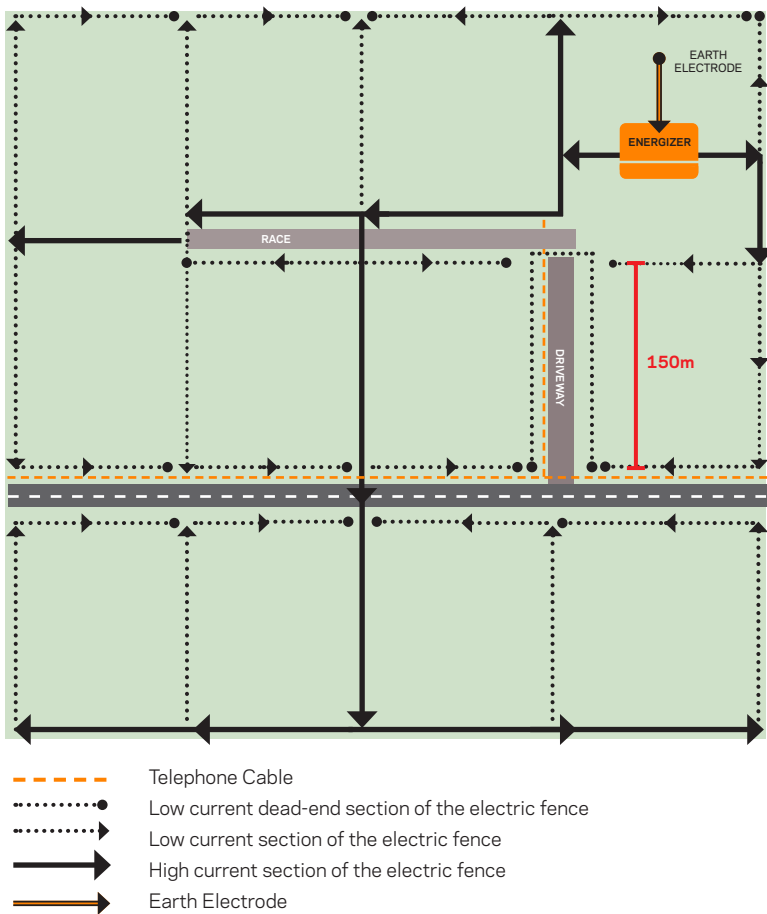 EARTH
ELECTRODE
ENERGIZER
RACE
DRIVEWAY
150m
Telephone Cable
Low current dead-end section of the electric fence
Low current section of the electric fence
High current section of the electric fence
Earth Electrode